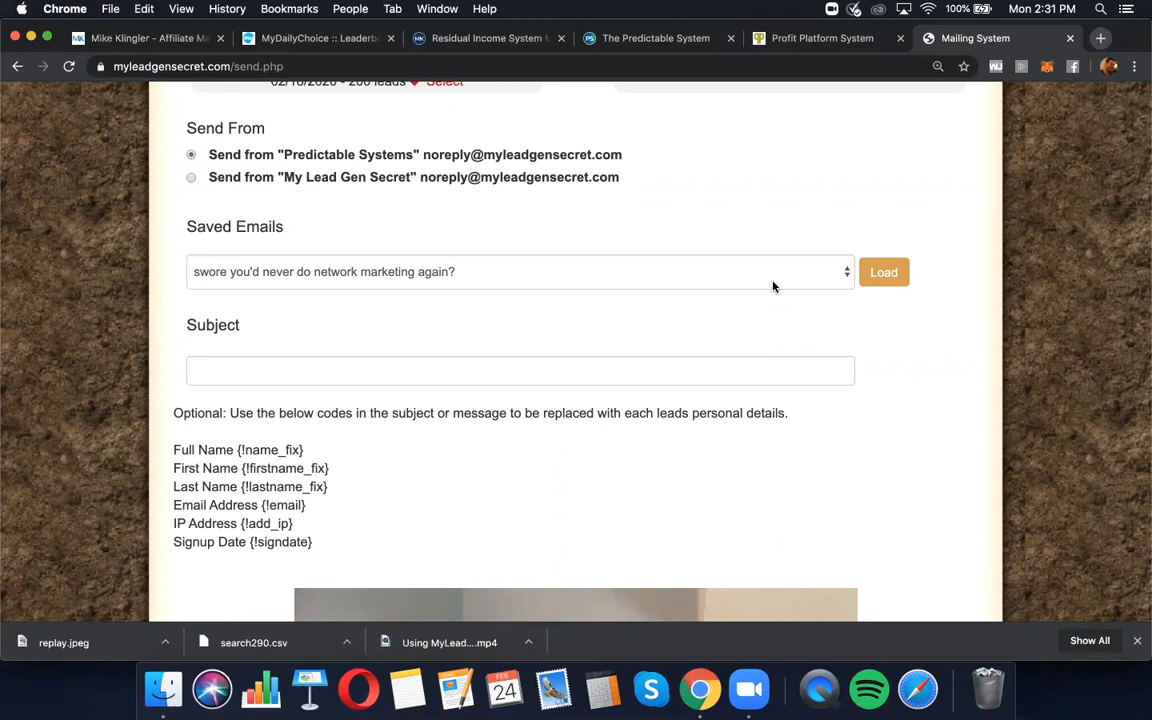 Chrome File Edit View History Bookmarks People Tab Window Help 100% Mon 2:31 PM
Mike Klingler - Affiliate Ma
MyDailyChoice :: Leaderb
Residual Income System M
The Predictable System
Profit Platform System
Mailing System
myleadgensecret.com/send.php
02/18/2020 - 200 leads Select
Send From
Send from "Predictable Systems" noreply@myleadgensecret.com
Send from "My Lead Gen Secret" noreply@myleadgensecret.com
Saved Emails
swore you'd never do network marketing again? Load
Subject
Optional: Use the below codes in the subject or message to be replaced with each leads personal details.
Full Name {!name_fix}
First Name {!firstname_fix}
Last Name {!lastname_fix}
Email Address {!email}
IP Address {!add_ip}
Signup Date {!signdate}
replay.jpeg search290.csv Using MyLead....mp4 Show All
FEB
24